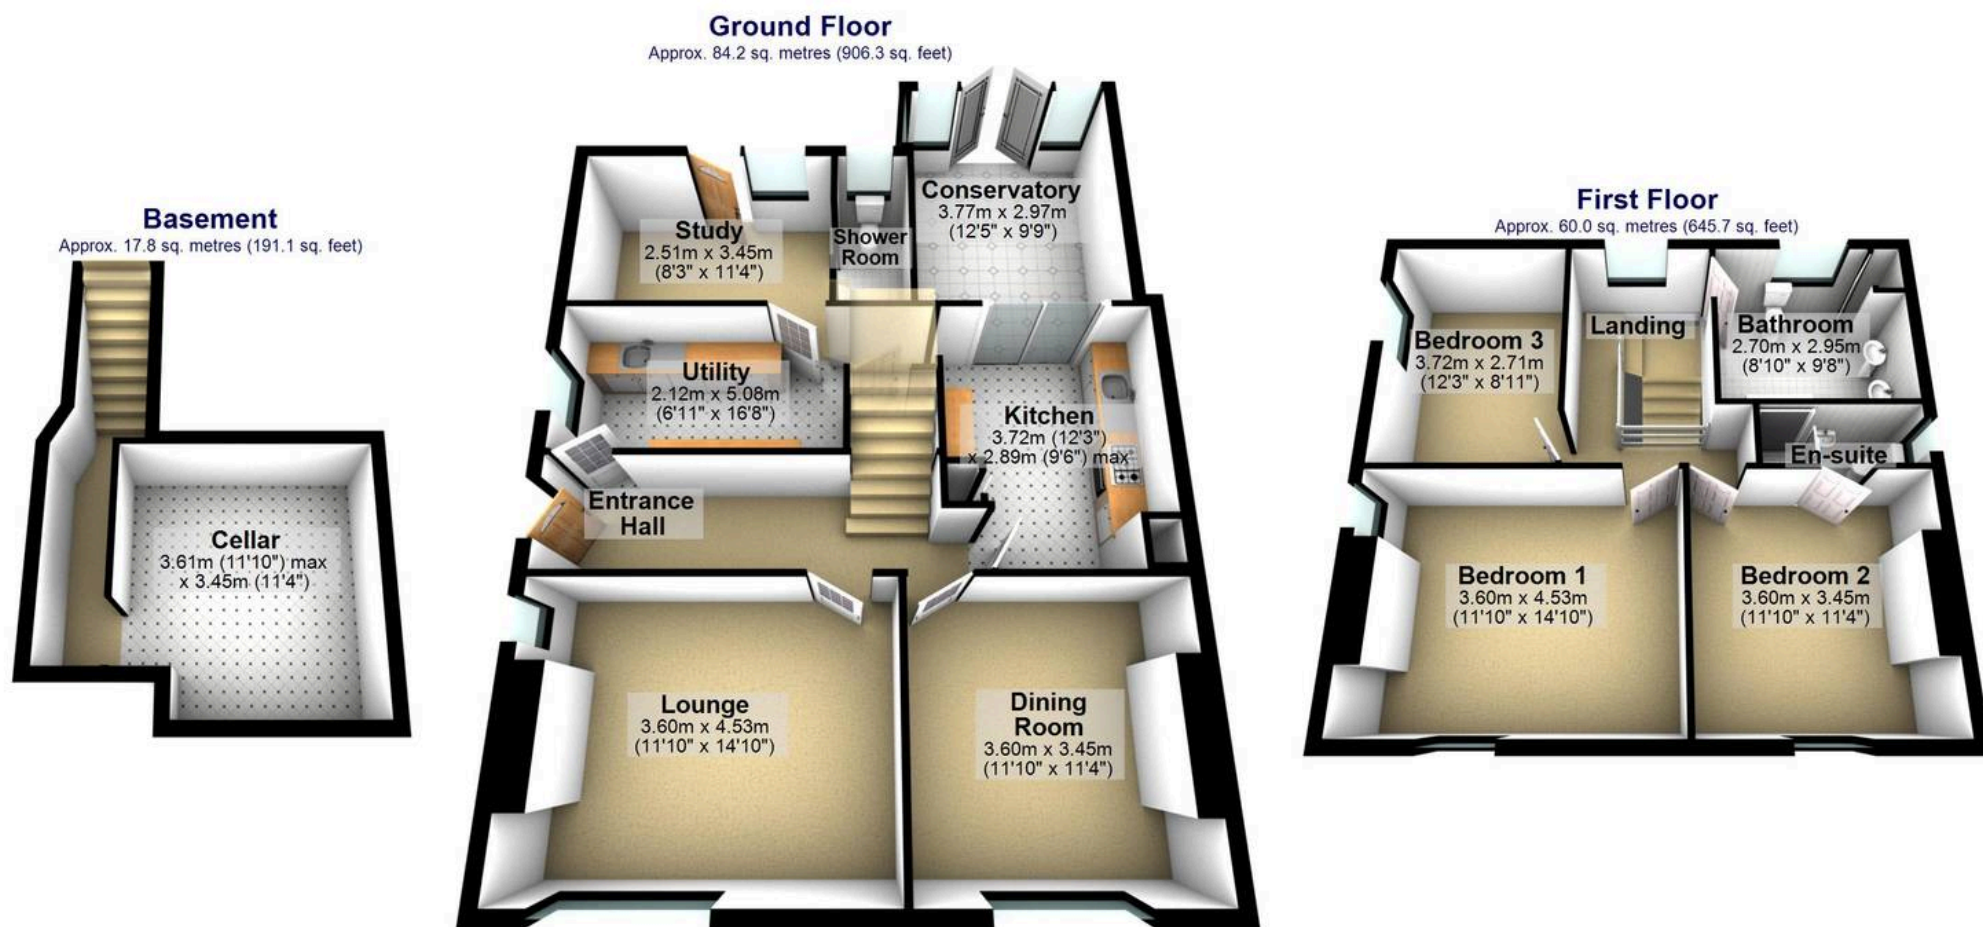 Basement
Approx. 17.8 sq. metres (191.1 sq. feet)
Cellar
3.61m (11'10") max
x 3.45m (11'4")
Ground Floor
Approx. 84.2 sq. metres (906.3 sq. feet)
Conservatory
3.77m x 2.97m
(12'5" x 9'9")
Study
2.51m x 3.45m
(8'3" x 11'4")
Shower
Room
Utility
2.12m x 5.08m
(6'11" x 16'8")
Kitchen
3.72m (12'3")
x 2.89m (9'6") max
Entrance
Hall
Lounge
3.60m x 4.53m
(11'10" x 14'10")
Dining
Room
3.60m x 3.45m
(11'10" x 11'4")
First Floor
Approx. 60.0 sq. metres (645.7 sq. feet)
Bedroom 3
3.72m x 2.71m
(12'3" x 8'11")
Landing
Bathroom
2.70m x 2.95m
(8'10" x 9'8")
En-suite
Bedroom 1
3.60m x 4.53m
(11'10" x 14'10")
Bedroom 2
3.60m x 3.45m
(11'10" x 11'4")